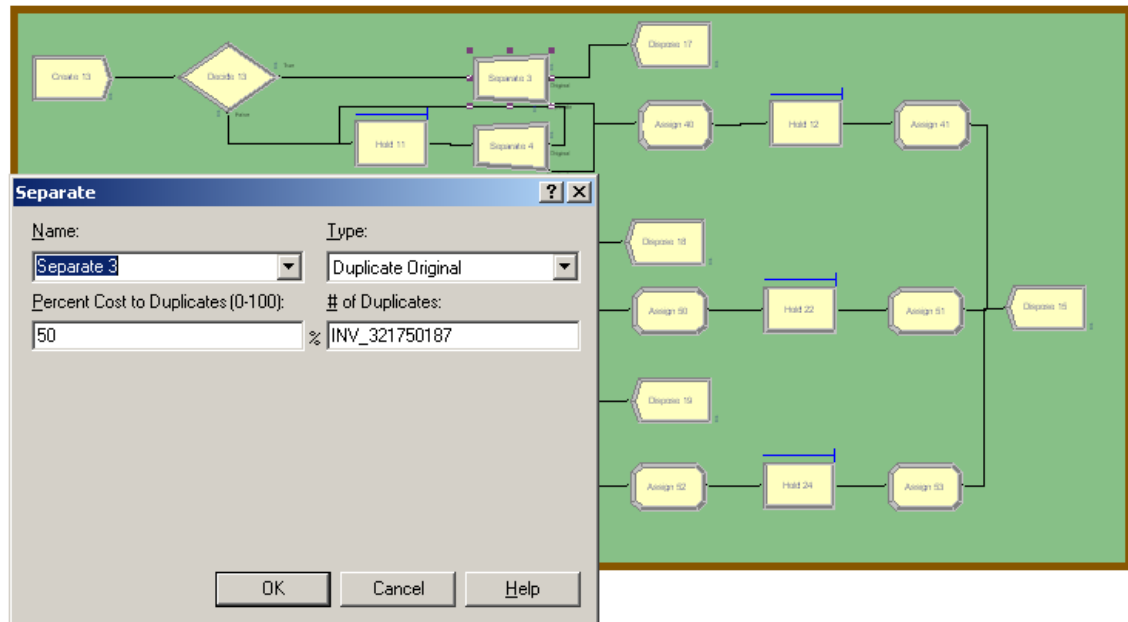 Dispose 17
Create 13
Decide 13
True
Separate 3
Original
False
Hold 11
Separate 4
Original
Assign 40
Hold 12
Assign 41
Separate
Name:
Type:
Separate 3
Duplicate Original
Percent Cost to Duplicates (0-100):
# of Duplicates:
50
%
INV_321750187
OK
Cancel
Help
Dispose 18
Assign 50
Hold 22
Assign 51
Dispose 15
Dispose 19
Assign 52
Hold 24
Assign 53